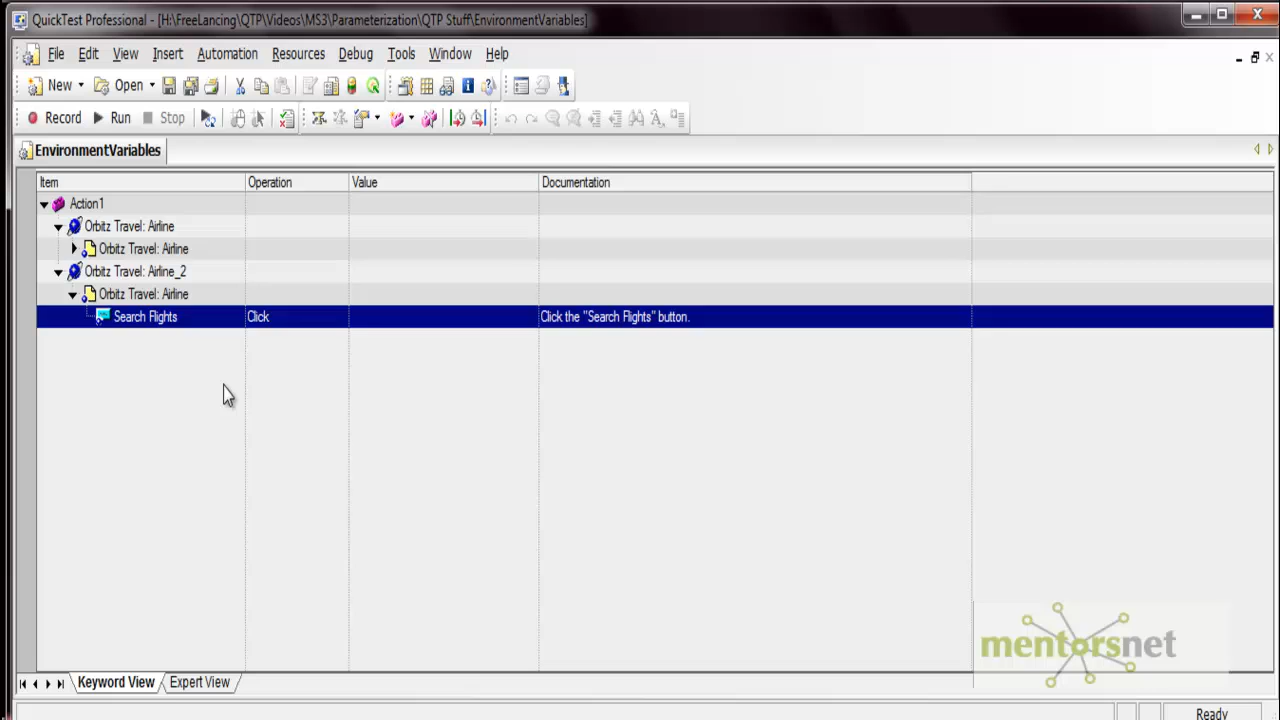 QuickTest Professional - [H:\FreeLancing\QTP\Videos\MS3\Parameterization\QTP Stuff\EnvironmentVariables]
File Edit View Insert Automation Resources Debug Tools Window Help
New Open
Record Run Stop
EnvironmentVariables
Item Operation Value Documentation
Action1
Orbitz Travel: Airline
Orbitz Travel: Airline
Orbitz Travel: Airline_2
Orbitz Travel: Airline
Search Flights Click Click the "Search Flights" button.
mentorsnet
Keyword View Expert View
Ready